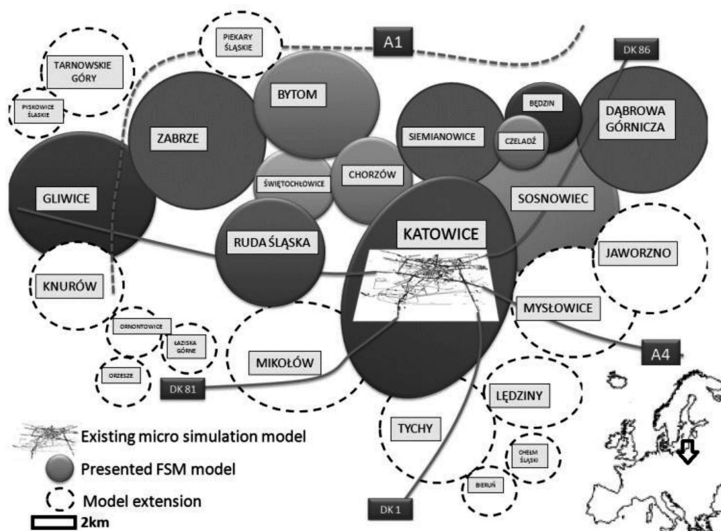 PIEKARY
ŚLĄSKIE
A1
DK 86
TARNOWSKIE
GÓRY
PYSKOWICE
ŚLĄSKIE
BYTOM
BĘDZIN
DĄBROWA
GÓRNICZA
ZABRZE
SIEMIANOWICE
CZELADŹ
GLIWICE
ŚWIĘTOCHŁOWICE
CHORZÓW
SOSNOWIEC
RUDA ŚLĄSKA
KATOWICE
JAWORZNO
KNURÓW
MYSŁOWICE
ORNONTOWICE
ŁAZISKA
GÓRNE
MIKOŁÓW
A4
ORZESZE
DK 81
LĘDZINY
TYCHY
CHEŁM
ŚLĄSKI
BIERUŃ
DK 1
Existing micro simulation model
Presented FSM model
Model extension
2km